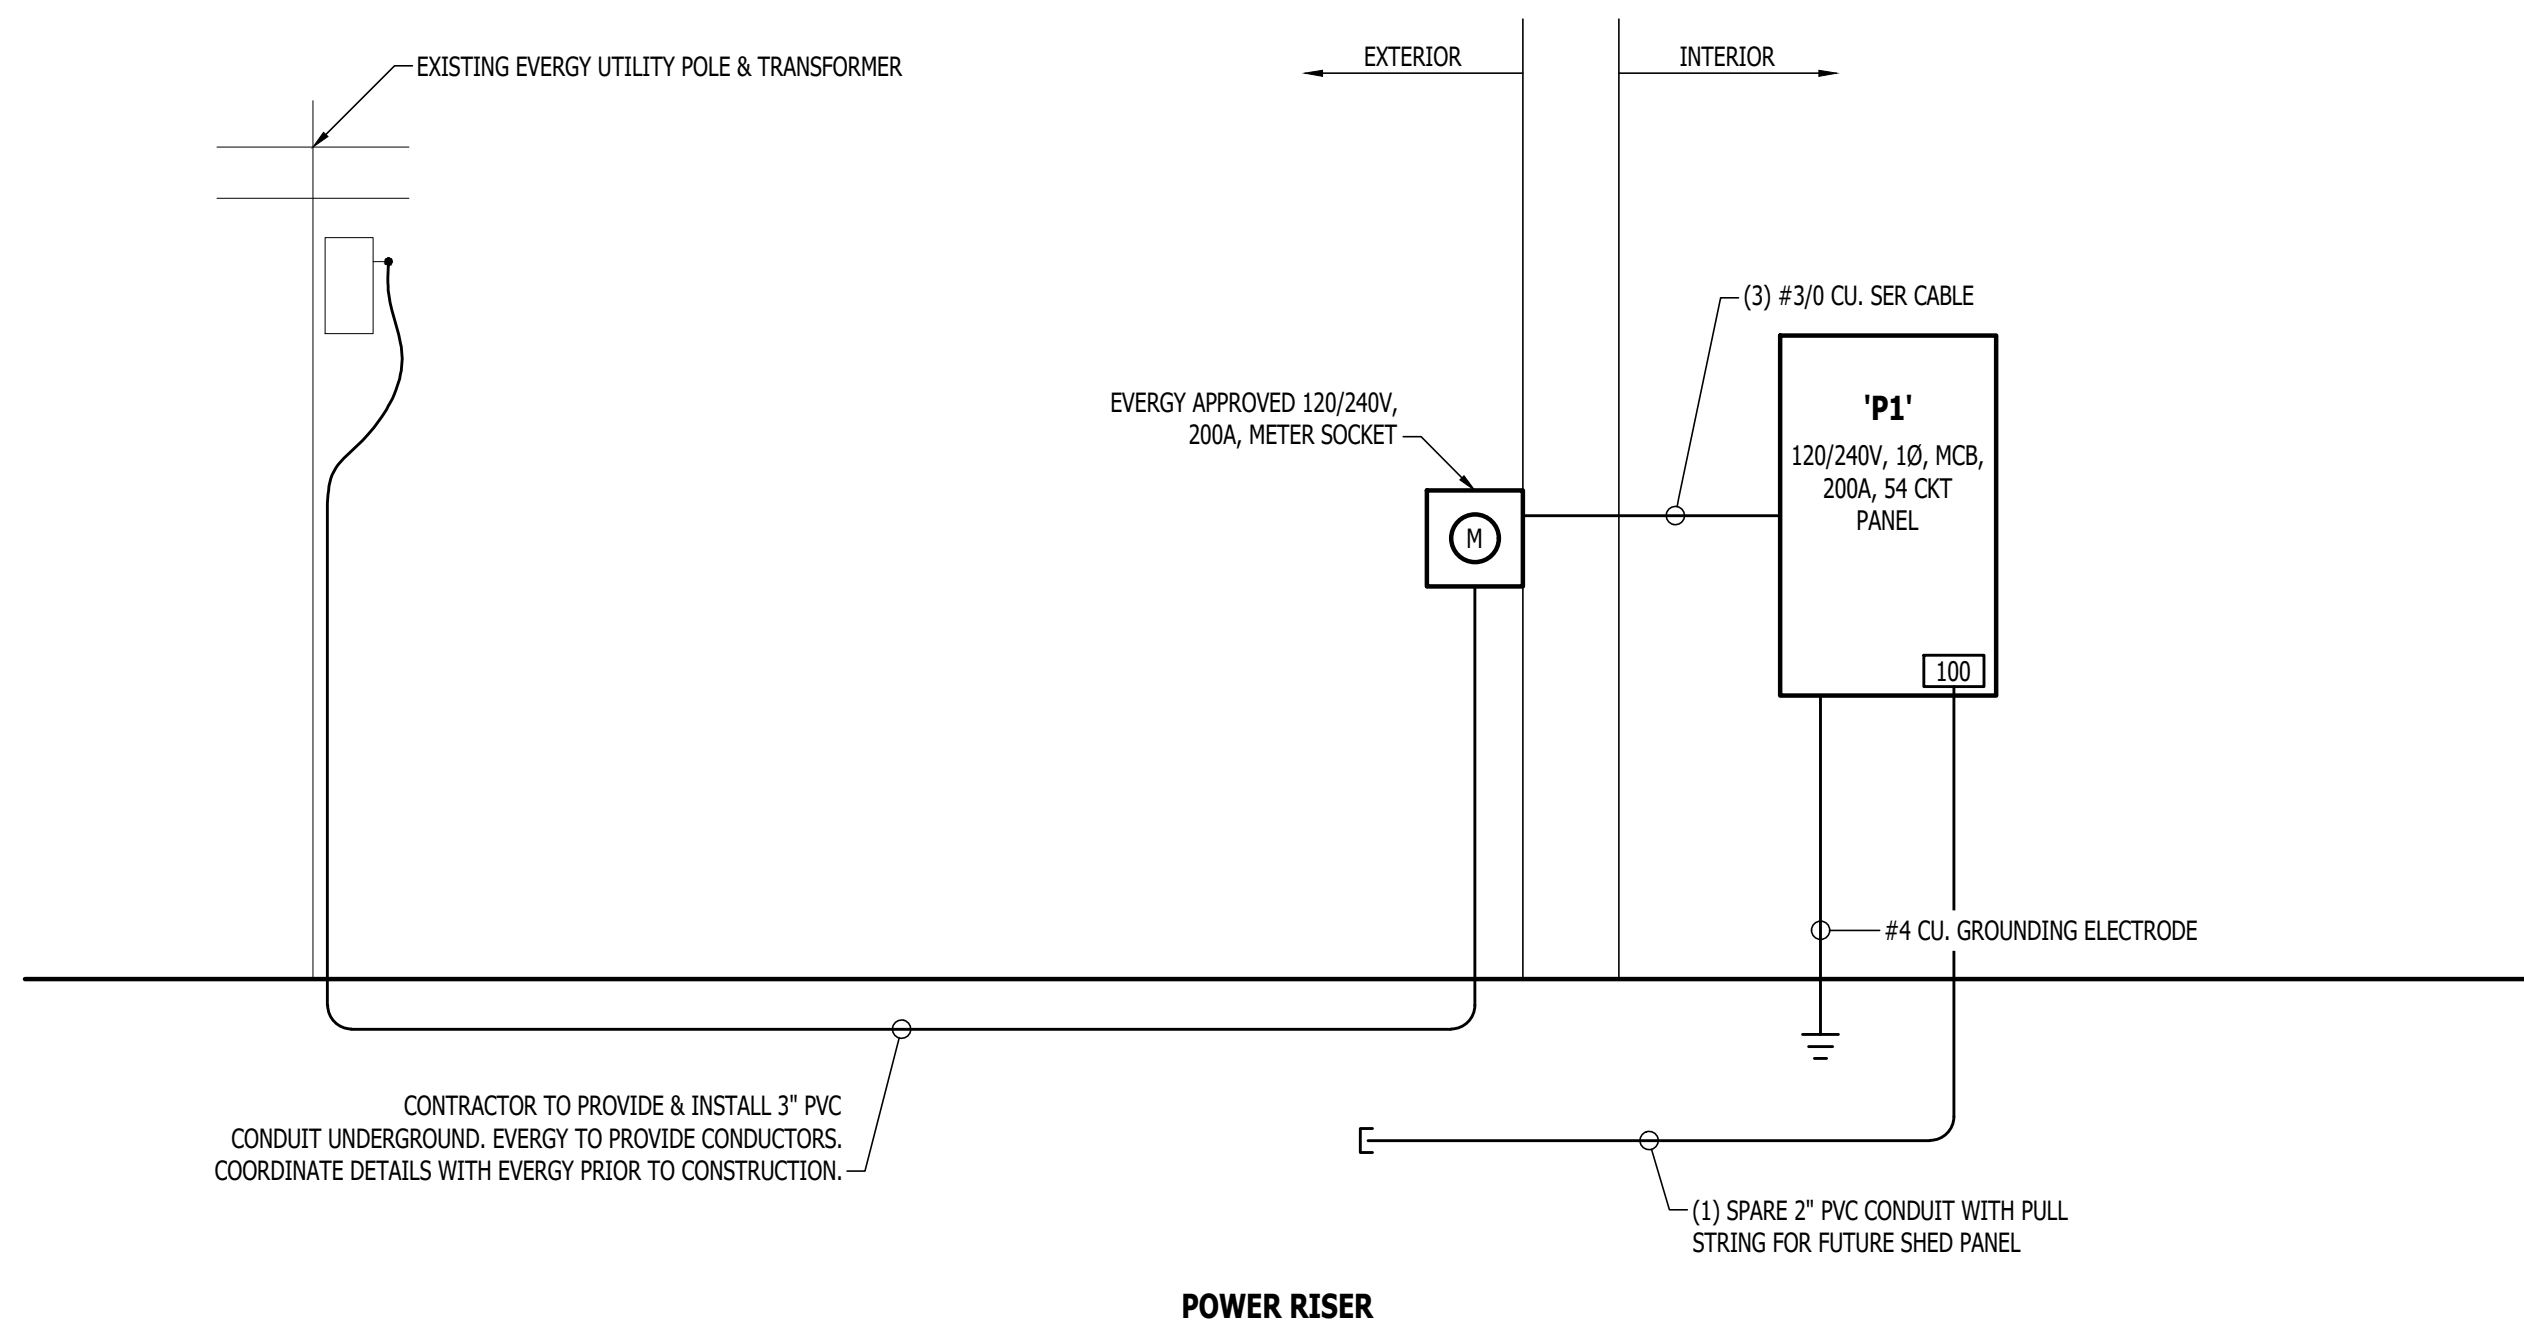 EXISTING EVERGY UTILITY POLE & TRANSFORMER
EXTERIOR
INTERIOR
(3) #3/0 CU. SER CABLE
EVERGY APPROVED 120/240V,
200A, METER SOCKET
M
'P1'
120/240V, 1Ø, MCB,
200A, 54 CKT
PANEL
100
#4 CU. GROUNDING ELECTRODE
CONTRACTOR TO PROVIDE & INSTALL 3" PVC
CONDUIT UNDERGROUND. EVERGY TO PROVIDE CONDUCTORS.
COORDINATE DETAILS WITH EVERGY PRIOR TO CONSTRUCTION.
(1) SPARE 2" PVC CONDUIT WITH PULL
STRING FOR FUTURE SHED PANEL
POWER RISER